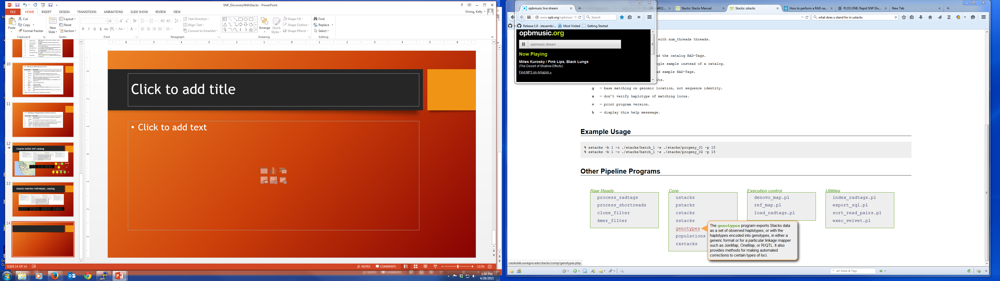 SNP_DiscoveryWithStacks - PowerPoint
FILE HOME INSERT DESIGN TRANSITIONS ANIMATIONS SLIDE SHOW REVIEW VIEW
Vining, Kelly
Paste
Cut
Copy
Format Painter
Clipboard
New
Slide
Layout
Reset
Section
Slides
24
Font
Text Direction
Align Text
Convert to SmartArt
Paragraph
Arrange
Quick
Styles
Shape Fill
Shape Outline
Shape Effects
Drawing
Find
Replace
Select
Editing
10
11
12
Cstacks builds SNP catalog
13
Sstacks matches individuals, catalog
14
Click to add title
• Click to add text
SLIDE 14 OF 14
NOTES
COMMENTS
111%
1:50 PM
4/28/2015
opbmusic live stream
www.opb.org/opbmusi
Search
Release 1.0 - steuernb/...
Most Visited
Getting Started
opbmusic.org
opbmusic stream
Now Playing
Miles Kurosky / Pink Lips, Black Lungs
(The Desert of Shallow Effects)
Find MP3 on Amazon »
Stacks: Stacks Manual
Stacks: sstacks
How to perform a RAD-se...
PLOS ONE: Rapid SNP Dis...
New Tab
what does u stand for in ustacks
with num_threads threads.
ad the catalog RAD-Tags.
ngle sample instead of a catalog.
ad sample RAD-Tags.
lts.
g — base matching on genomic location, not sequence identity.
x — don't verify haplotype of matching locus.
v — print program version.
h — display this help messsage.
Example Usage
% sstacks -b 1 -c ./stacks/batch_1 -s ./stacks/progeny_01 -p 15
% sstacks -b 1 -c ./stacks/batch_1 -s ./stacks/progeny_02 -p 15
Other Pipeline Programs
Raw Reads
process_radtags
process_shortreads
clone_filter
kmer_filter
Core
ustacks
pstacks
cstacks
sstacks
genotypes
populations
rxstacks
Execution control
denovo_map.pl
ref_map.pl
load_radtags.pl
Utilities
index_radtags.pl
export_sql.pl
sort_read_pairs.pl
exec_velvet.pl
The genotypes program exports Stacks data
as a set of observed haplotypes, or with the
haplotypes encoded into genotypes, in either a
generic format or for a particular linkage mapper
such as JoinMap, OneMap, or R/QTL. It also
provides methods for making automated
corrections to certain types of loci.
creskolab.uoregon.edu/stacks/comp/genotypes.php
All Fields & Tags